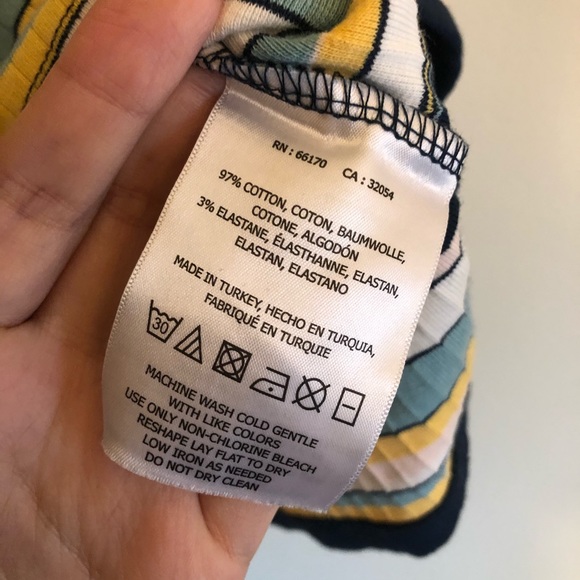 RN : 66170 CA : 32054
97% COTTON, COTON, BAUMWOLLE,
COTONE, ALGODÓN
3% ELASTANE, ÉLASTHANNE, ELASTAN,
ELASTAN, ELASTANO
MADE IN TURKEY, HECHO EN TURQUIA,
FABRIQUÉ EN TURQUIE
30
MACHINE WASH COLD GENTLE
WITH LIKE COLORS
USE ONLY NON-CHLORINE BLEACH
RESHAPE LAY FLAT TO DRY
LOW IRON AS NEEDED
DO NOT DRY CLEAN